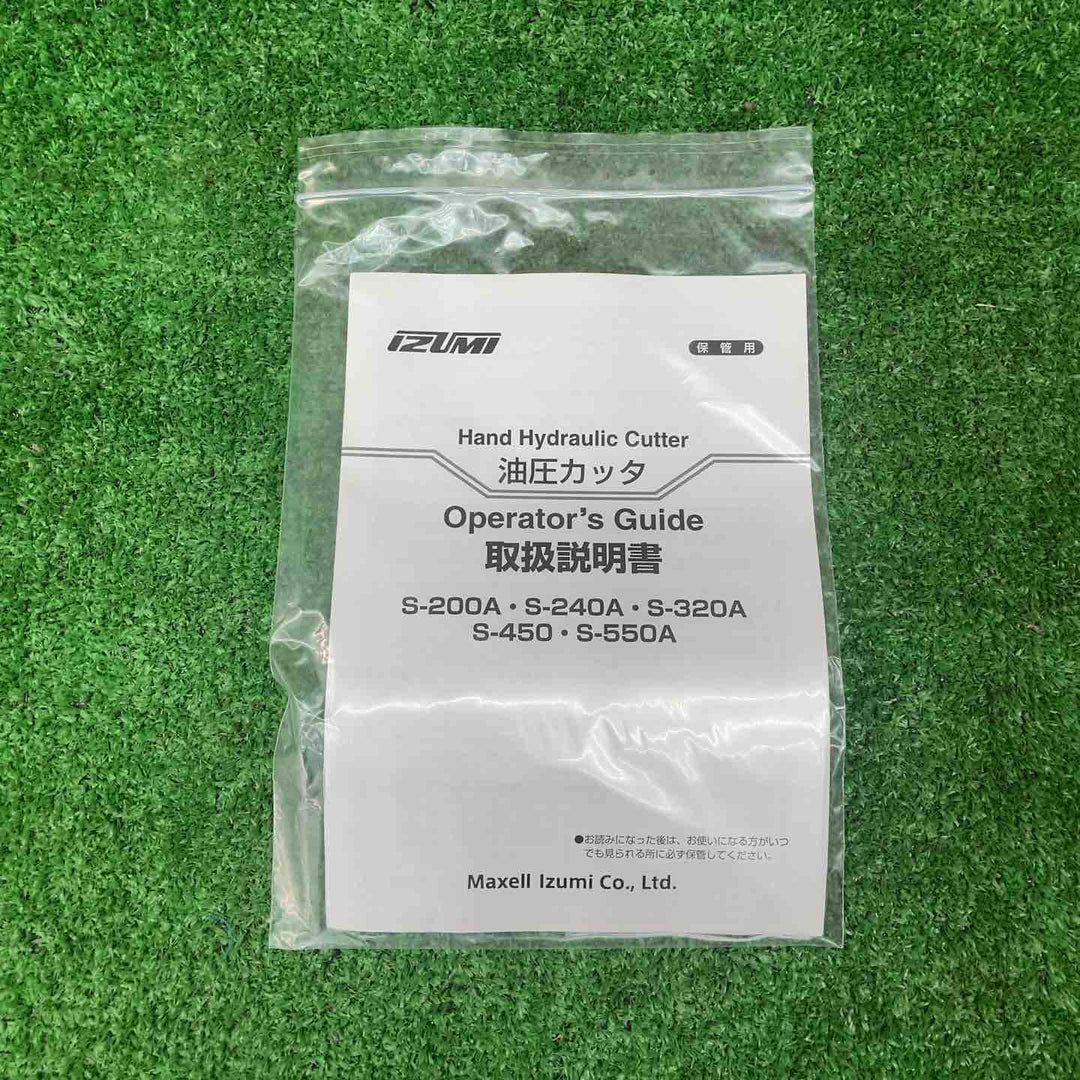 IZUMI
保管用
Hand Hydraulic Cutter
油圧カッタ
Operator's Guide
取扱説明書
S-200A・S-240A・S-320A
S-450・S-550A
●お読みになった後は、お使いになる方がいつ
でも見られる所に必ず保管してください。
Maxell Izumi Co., Ltd.